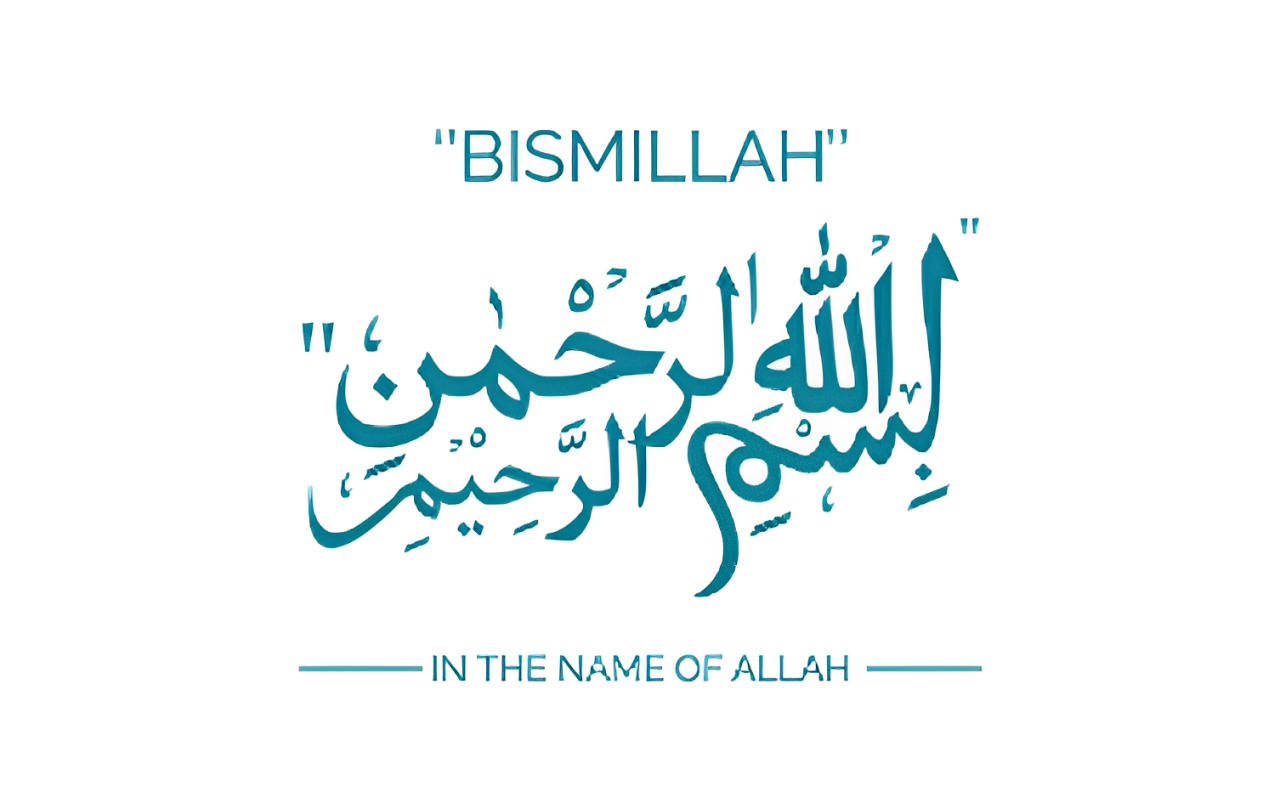 "BISMILLAH"
"بِسْمِ اللهِ الرَّحْمٰنِ الرَّحِيْمِ"
IN THE NAME OF ALLAH